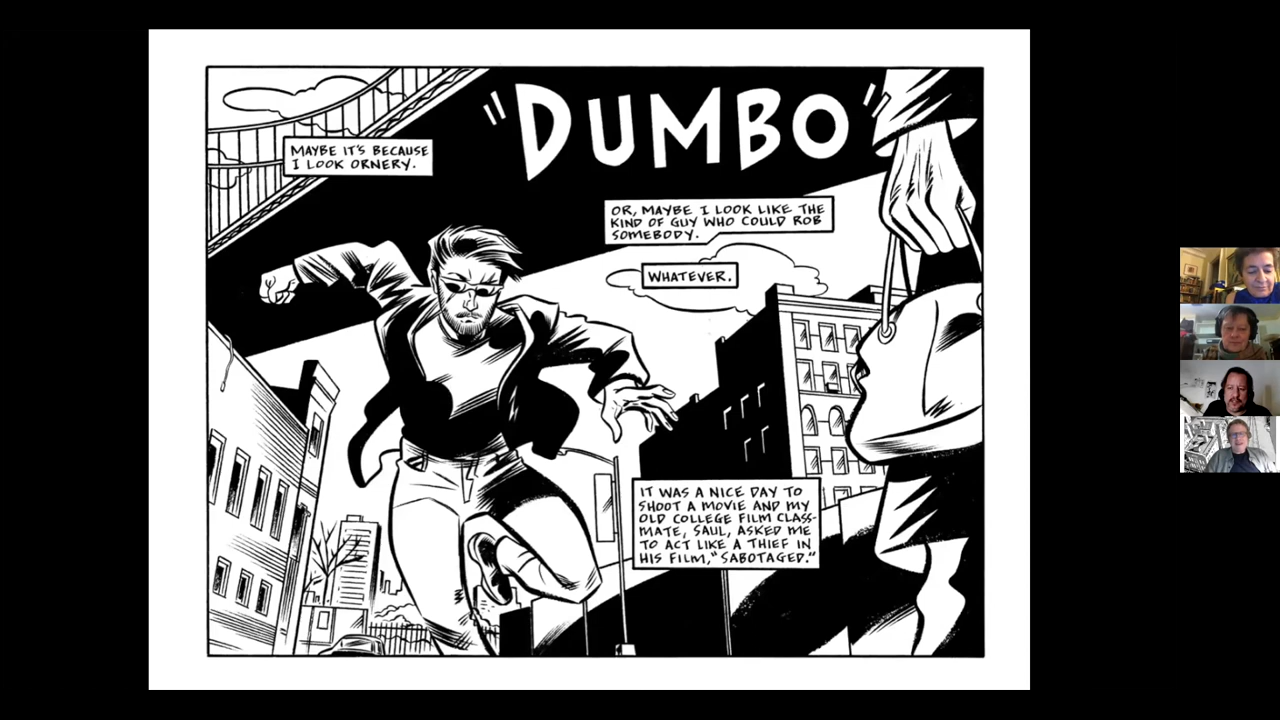 "DUMBO"
MAYBE IT'S BECAUSE
I LOOK ORNERY.
OR, MAYBE I LOOK LIKE THE
KIND OF GUY WHO COULD ROB
SOMEBODY.
WHATEVER.
IT WAS A NICE DAY TO
SHOOT A MOVIE AND MY
OLD COLLEGE FILM CLASS-
MATE, SAUL, ASKED ME
TO ACT LIKE A THIEF IN
HIS FILM, "SABOTAGED."